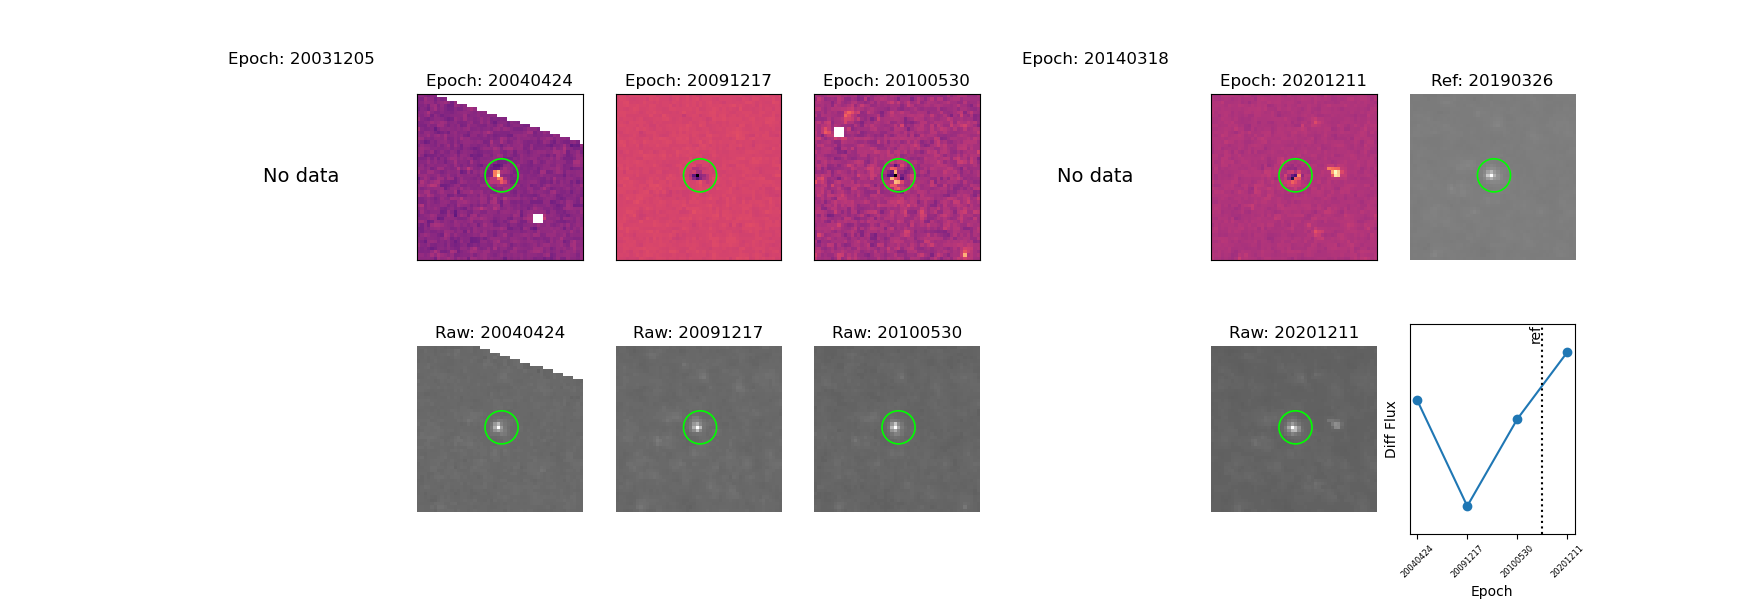 Epoch: 20031205
Epoch: 20040424
Epoch: 20091217
Epoch: 20100530
Epoch: 20140318
Epoch: 20201211
Ref: 20190326
No data
No data
Raw: 20040424
Raw: 20091217
Raw: 20100530
Raw: 20201211
ref
Diff Flux
20040424
20091217
20100530
20201211
Epoch